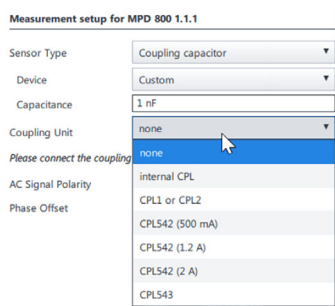 Measurement setup for MPD 800 1.1.1
Sensor Type Coupling capacitor
Device Custom
Capacitance 1 nF
Coupling Unit none
none
Please connect the coupling
internal CPL
AC Signal Polarity
CPL1 or CPL2
Phase Offset
CPL542 (500 mA)
CPL542 (1.2 A)
CPL542 (2 A)
CPL543